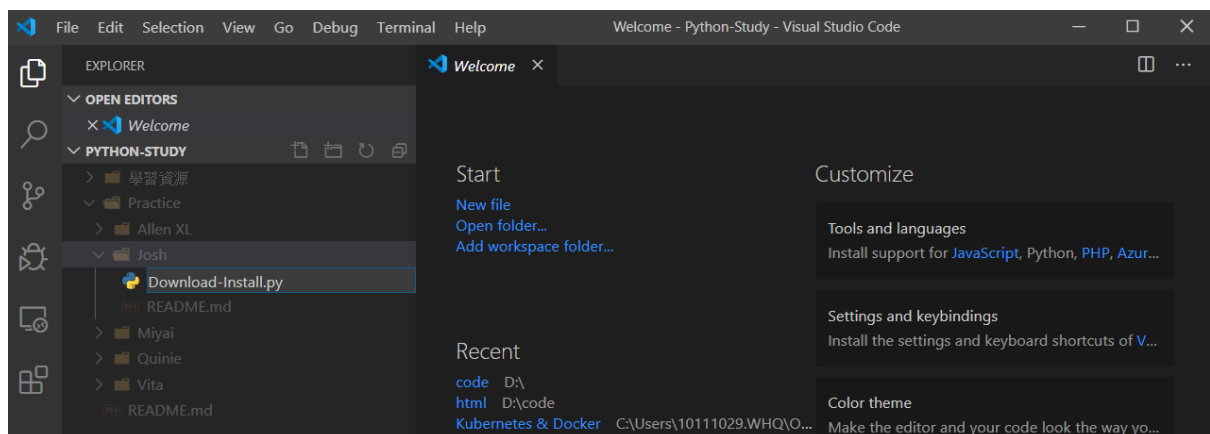 File Edit Selection View Go Debug Terminal Help Welcome - Python-Study - Visual Studio Code
EXPLORER
OPEN EDITORS
Welcome
PYTHON-STUDY
學習資源
Practice
Allen XL
Josh
Download-Install.py
README.md
Miyai
Quinie
Vita
README.md
Welcome
Start
New file
Open folder...
Add workspace folder...
Recent
code D:\
html D:\code
Kubernetes & Docker C:\Users\10111029.WHQ\O...
Customize
Tools and languages
Install support for JavaScript, Python, PHP, Azur...
Settings and keybindings
Install the settings and keyboard shortcuts of V...
Color theme
Make the editor and your code look the way yo...